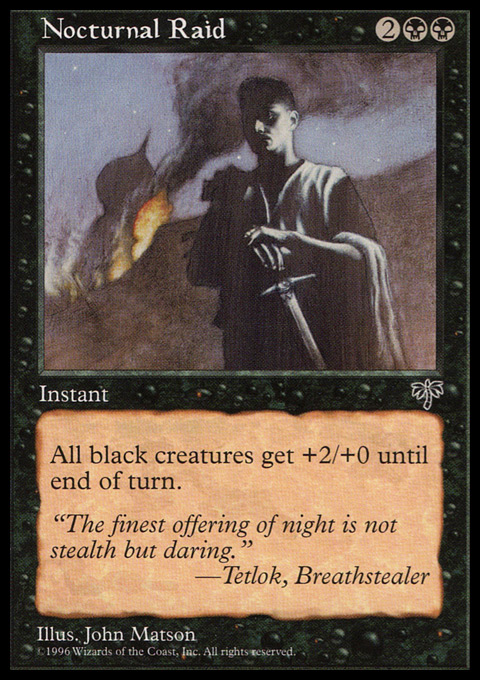 Nocturnal Raid 2
Instant
All black creatures get +2/+0 until
end of turn.
“The finest offering of night is not
stealth but daring.”
—Tetlok, Breathstealer
Illus. John Matson
©1996 Wizards of the Coast, Inc. All rights reserved.